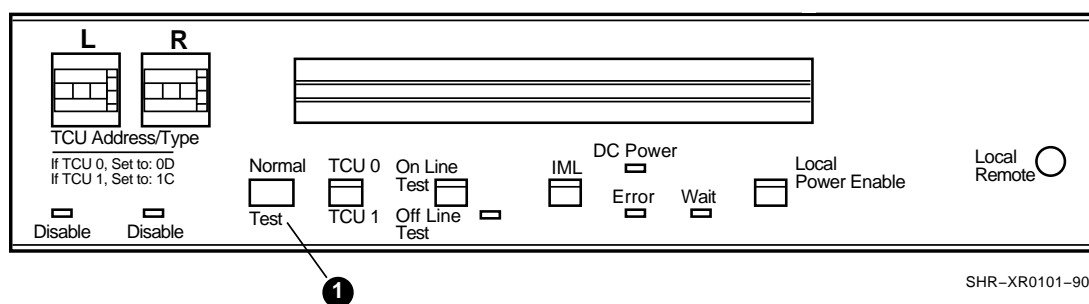 L R
TCU Address/Type
If TCU 0, Set to: 0D
If TCU 1, Set to: 1C
Disable Disable
Normal
Test
TCU 0
TCU 1
On Line
Test
Off Line
Test
IML
DC Power
Error Wait
Local
Power Enable
Local
Remote
1
SHR–XR0101–90